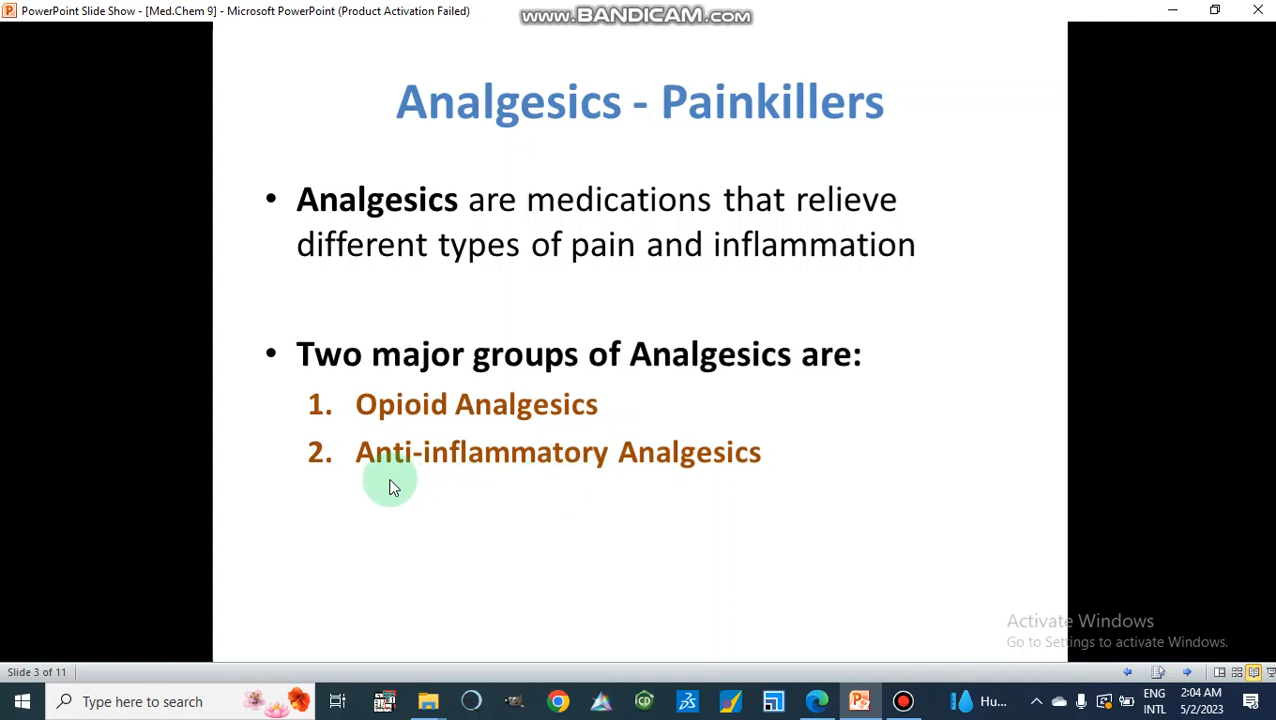 PowerPoint Slide Show - [Med.Chem 9] - Microsoft PowerPoint (Product Activation Failed)
www.BANDICAM.com
Analgesics - Painkillers
• Analgesics are medications that relieve
different types of pain and inflammation
• Two major groups of Analgesics are:
1. Opioid Analgesics
2. Anti-inflammatory Analgesics
Activate Windows
Go to Settings to activate Windows.
Slide 3 of 11
Type here to search
Hu...
ENG
INTL
2:04 AM
5/2/2023